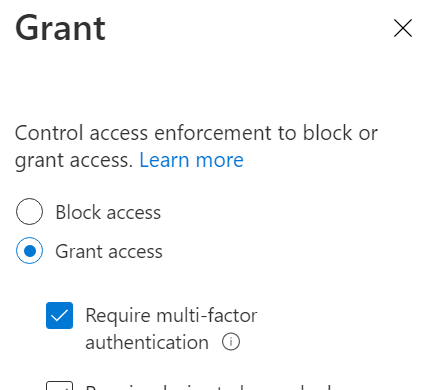 Grant
Control access enforcement to block or
grant access. Learn more
Block access
Grant access
Require multi-factor
authentication